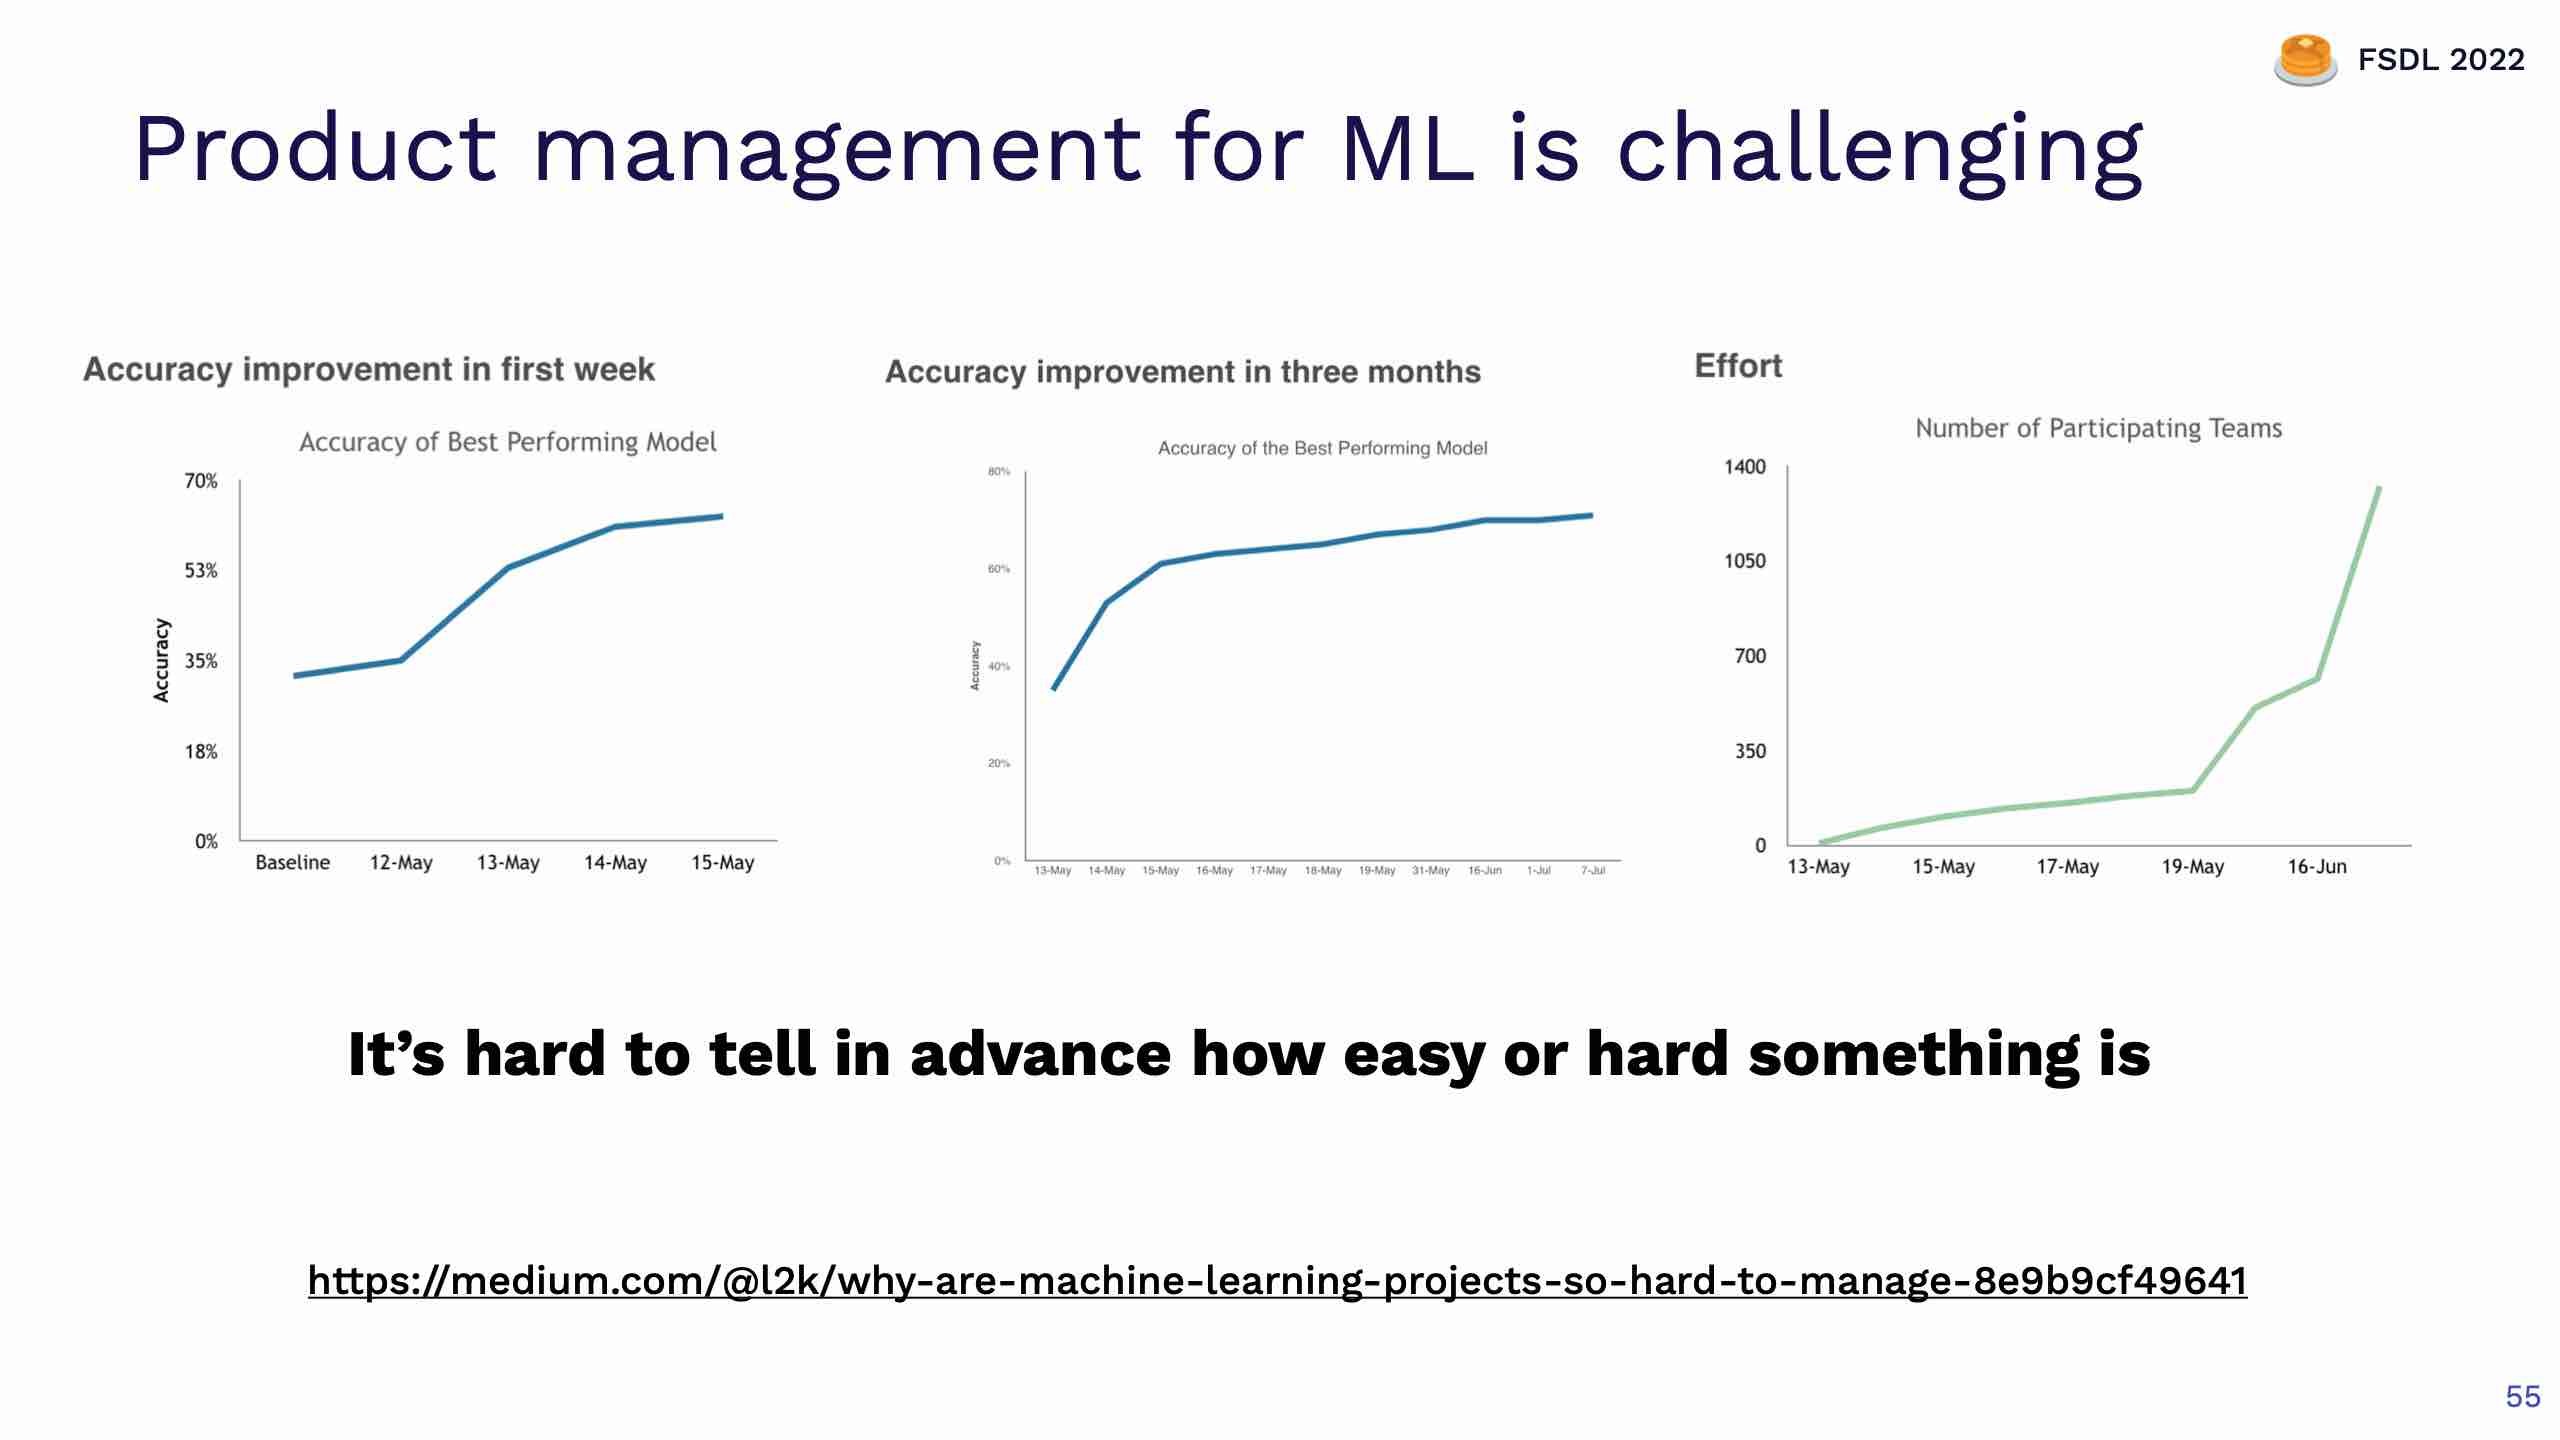 FSDL 2022
Product management for ML is challenging
Accuracy improvement in first week
Accuracy of Best Performing Model
70%
53%
35%
18%
0%
Accuracy
Baseline 12-May 13-May 14-May 15-May
Accuracy improvement in three months
Accuracy of the Best Performing Model
80%
60%
40%
20%
0%
Accuracy
13-May 14-May 15-May 16-May 17-May 18-May 19-May 31-May 16-Jun 1-Jul 7-Jul
Effort
Number of Participating Teams
1400
1050
700
350
0
13-May 15-May 17-May 19-May 16-Jun
It’s hard to tell in advance how easy or hard something is
https://medium.com/@l2k/why-are-machine-learning-projects-so-hard-to-manage-8e9b9cf49641
55